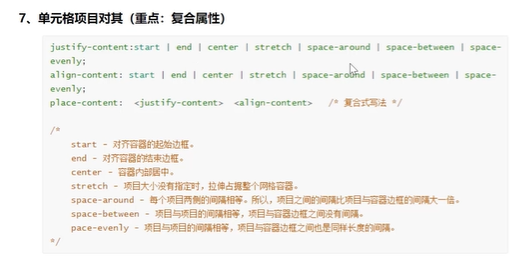 7、单元格项目对其（重点：复合属性)
justify-content:start | end | center | stretch | space-around | space-between | space-
evenly;
align-content: start | end | center | stretch | space-around | space-between | space-
evenly;
place-content: <justify-content> <align-content> /* 复合式写法 */
/*
start - 对齐容器的起始边框。
end - 对齐容器的结束边框。
center - 容器内部居中。
stretch - 项目大小没有指定时，拉伸占据整个网格容器。
space-around - 每个项目两侧的间隔相等。所以，项目之间的间隔比项目与容器边框的间隔大一倍。
space-between - 项目与项目的间隔相等，项目与容器边框之间没有间隔。
pace-evenly - 项目与项目的间隔相等，项目与容器边框之间也是同样长度的间隔。
*/